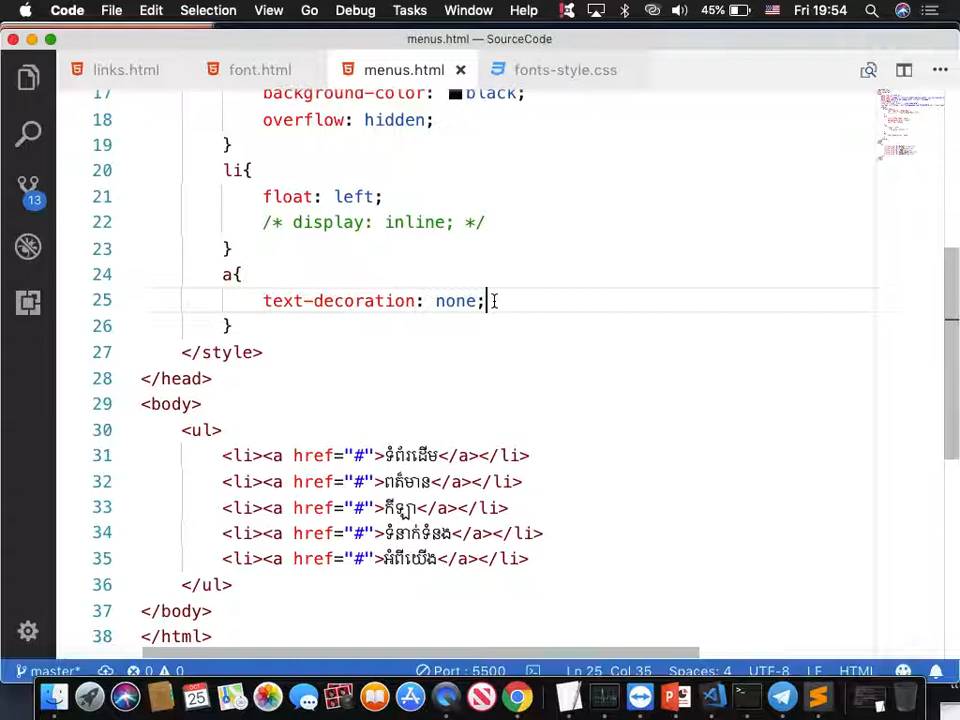 Code File Edit Selection View Go Debug Tasks Window Help 45% Fri 19:54
menus.html — SourceCode
links.html font.html menus.html fonts-style.css
17 background-color: black;
18 overflow: hidden;
19 }
20 li{
21 float: left;
22 /* display: inline; */
23 }
24 a{
25 text-decoration: none;
26 }
27 </style>
28 </head>
29 <body>
30 <ul>
31 <li><a href="#">ទំព័រដើម</a></li>
32 <li><a href="#">ពត៌មាន</a></li>
33 <li><a href="#">កីឡា</a></li>
34 <li><a href="#">ទំនាក់ទំនង</a></li>
35 <li><a href="#">អំពីយើង</a></li>
36 </ul>
37 </body>
38 </html>
13
master* 0 0 Port : 5500 Ln 25, Col 35 Spaces: 4 UTF-8 LF HTML
OCT
25